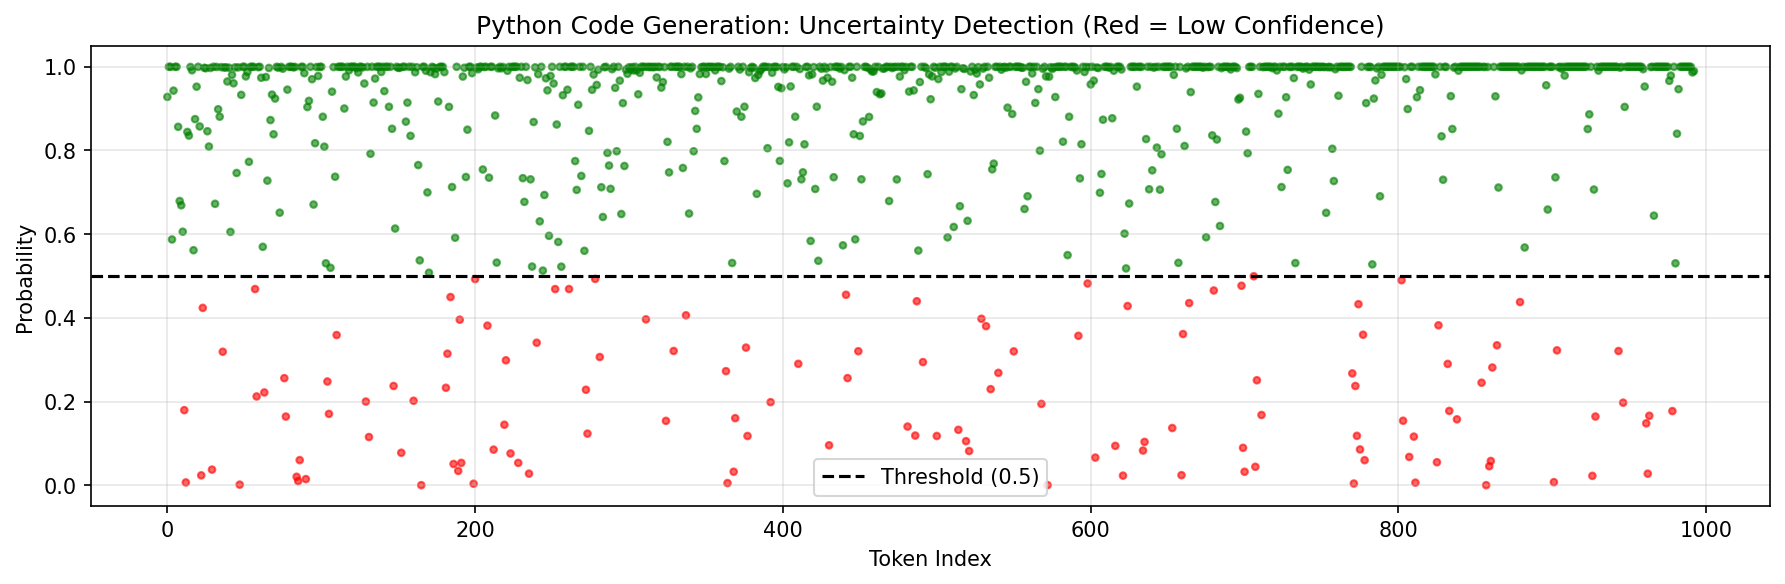 Python Code Generation: Uncertainty Detection (Red = Low Confidence)
Probability
1.0
0.8
0.6
0.4
0.2
0.0
Threshold (0.5)
0 200 400 600 800 1000
Token Index